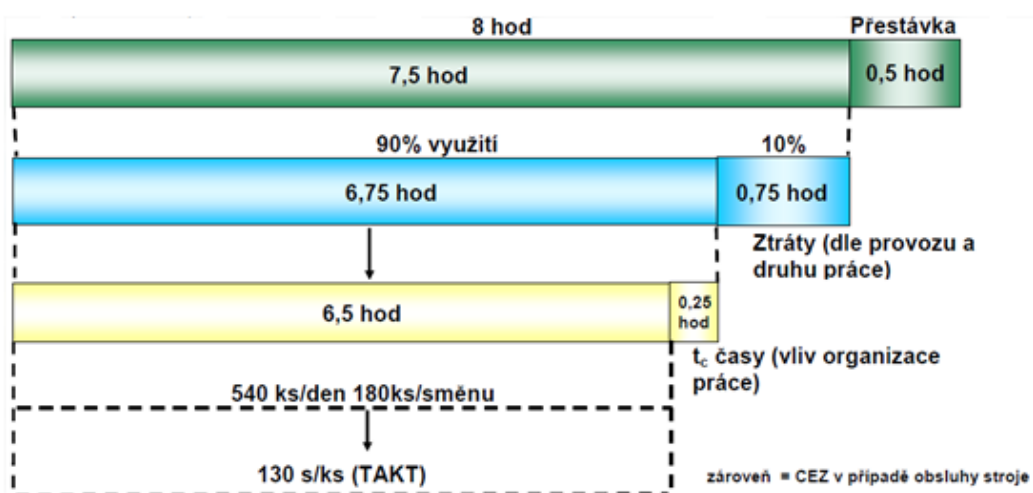 8 hod
Přestávka
7,5 hod
0,5 hod
90% využití
10%
6,75 hod
0,75 hod
Ztráty (dle provozu a
druhu práce)
6,5 hod
0,25
hod
tc časy (vliv organizace
práce)
540 ks/den 180ks/směnu
130 s/ks (TAKT)
zároveň = CEZ v případě obsluhy stroje